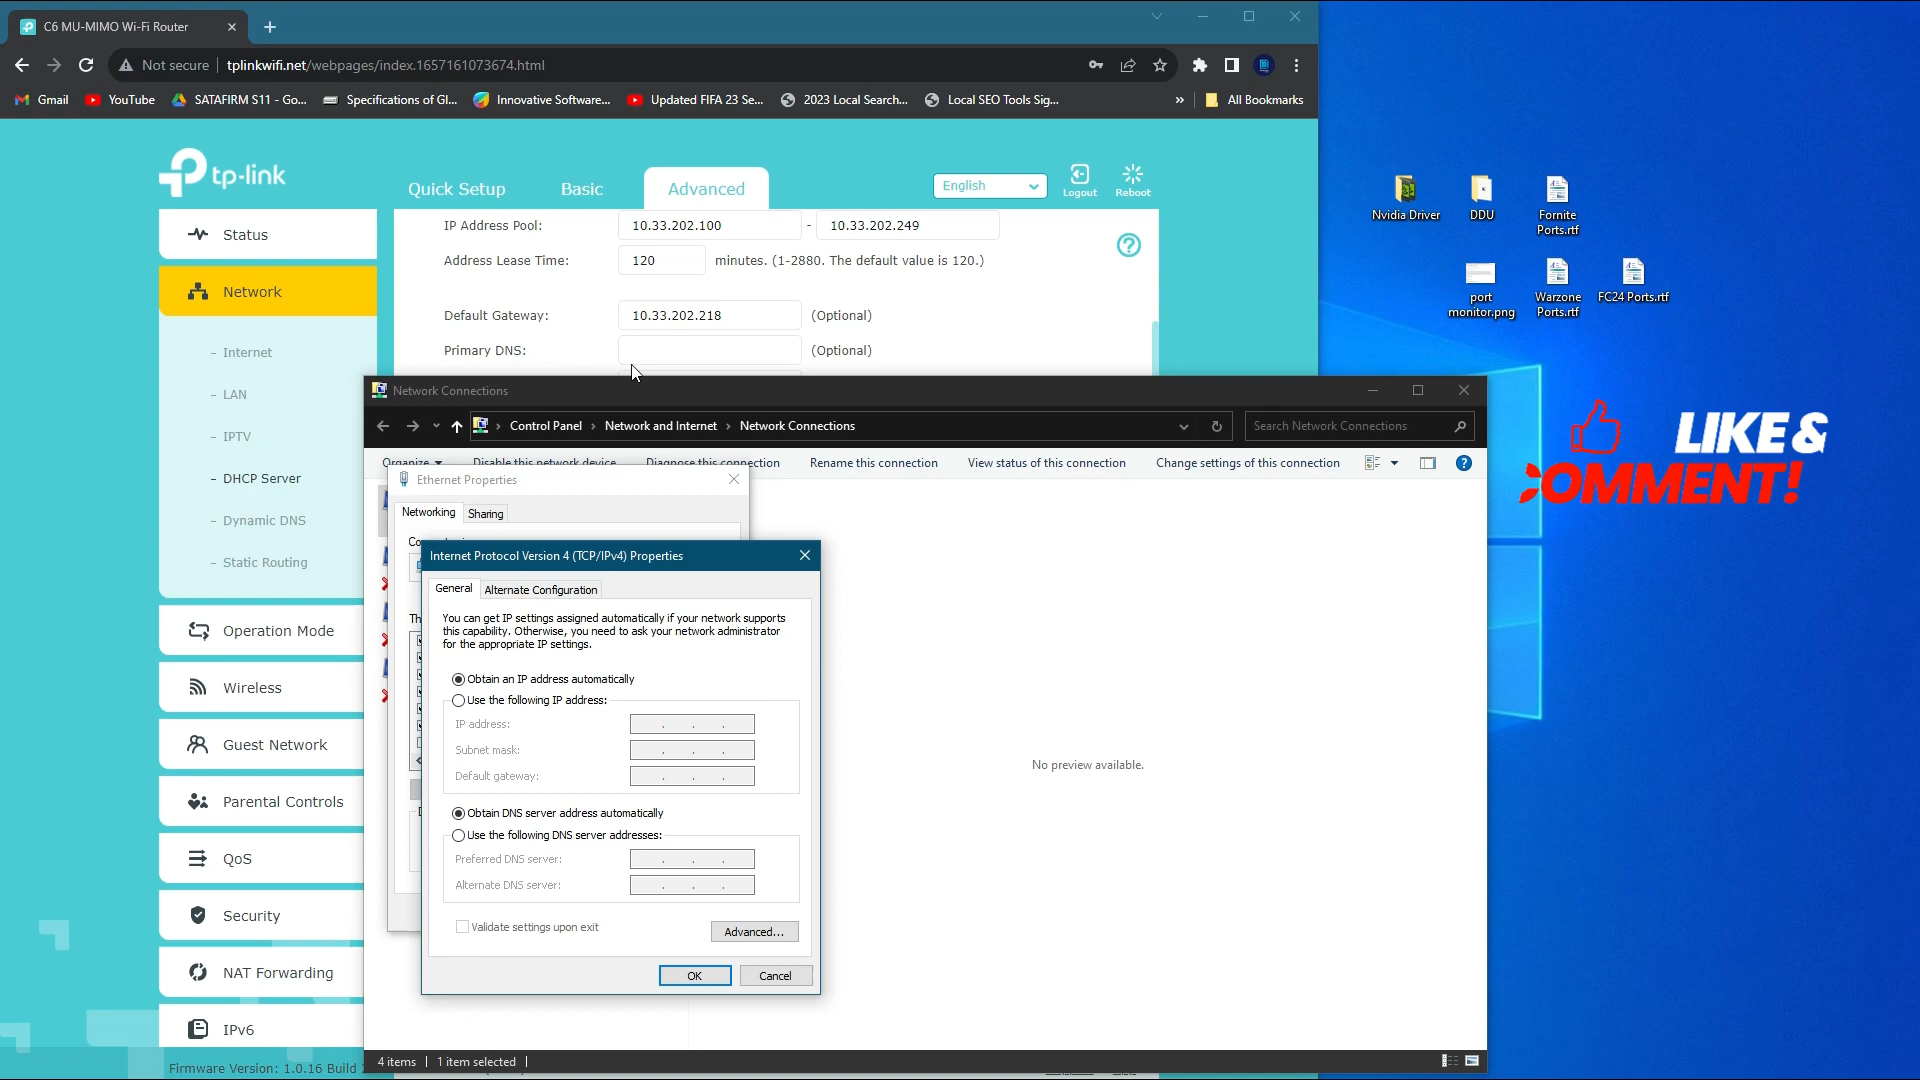 C6 MU-MIMO Wi-Fi Router
Not secure
tplinkwifi.net/webpages/index.1657161073674.html
Gmail
YouTube
SATAFIRM S11 - Go...
Specifications of Gl...
Innovative Software...
Updated FIFA 23 Se...
2023 Local Search...
Local SEO Tools Sig...
»
All Bookmarks
tp-link
Quick Setup
Basic
Advanced
English
Logout
Reboot
Status
Network
- Internet
- LAN
- IPTV
- DHCP Server
- Dynamic DNS
- Static Routing
Operation Mode
Wireless
Guest Network
Parental Controls
QoS
Security
NAT Forwarding
IPv6
Firmware Version: 1.0.16 Build
IP Address Pool: 10.33.202.100 - 10.33.202.249
Address Lease Time: 120 minutes. (1-2880. The default value is 120.)
Default Gateway: 10.33.202.218 (Optional)
Primary DNS: (Optional)
Nvidia Driver
DDU
Fornite
Ports.rtf
port
monitor.png
Warzone
Ports.rtf
FC24 Ports.rtf
LIKE &
COMMENT!
Network Connections
Control Panel > Network and Internet > Network Connections
Search Network Connections
Organize
Disable this network device
Diagnose this connection
Rename this connection
View status of this connection
Change settings of this connection
Ethernet Properties
Networking
Sharing
Internet Protocol Version 4 (TCP/IPv4) Properties
General
Alternate Configuration
You can get IP settings assigned automatically if your network supports
this capability. Otherwise, you need to ask your network administrator
for the appropriate IP settings.
Obtain an IP address automatically
Use the following IP address:
IP address:
Subnet mask:
Default gateway:
Obtain DNS server address automatically
Use the following DNS server addresses:
Preferred DNS server:
Alternate DNS server:
Validate settings upon exit
Advanced...
OK
Cancel
No preview available.
4 items
1 item selected